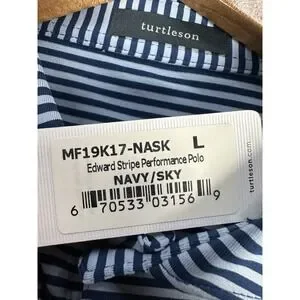 turtleson
MF19K17-NASK L
Edward Stripe Performance Polo
NAVY/SKY
6 70533 03156 9
turtleson.com